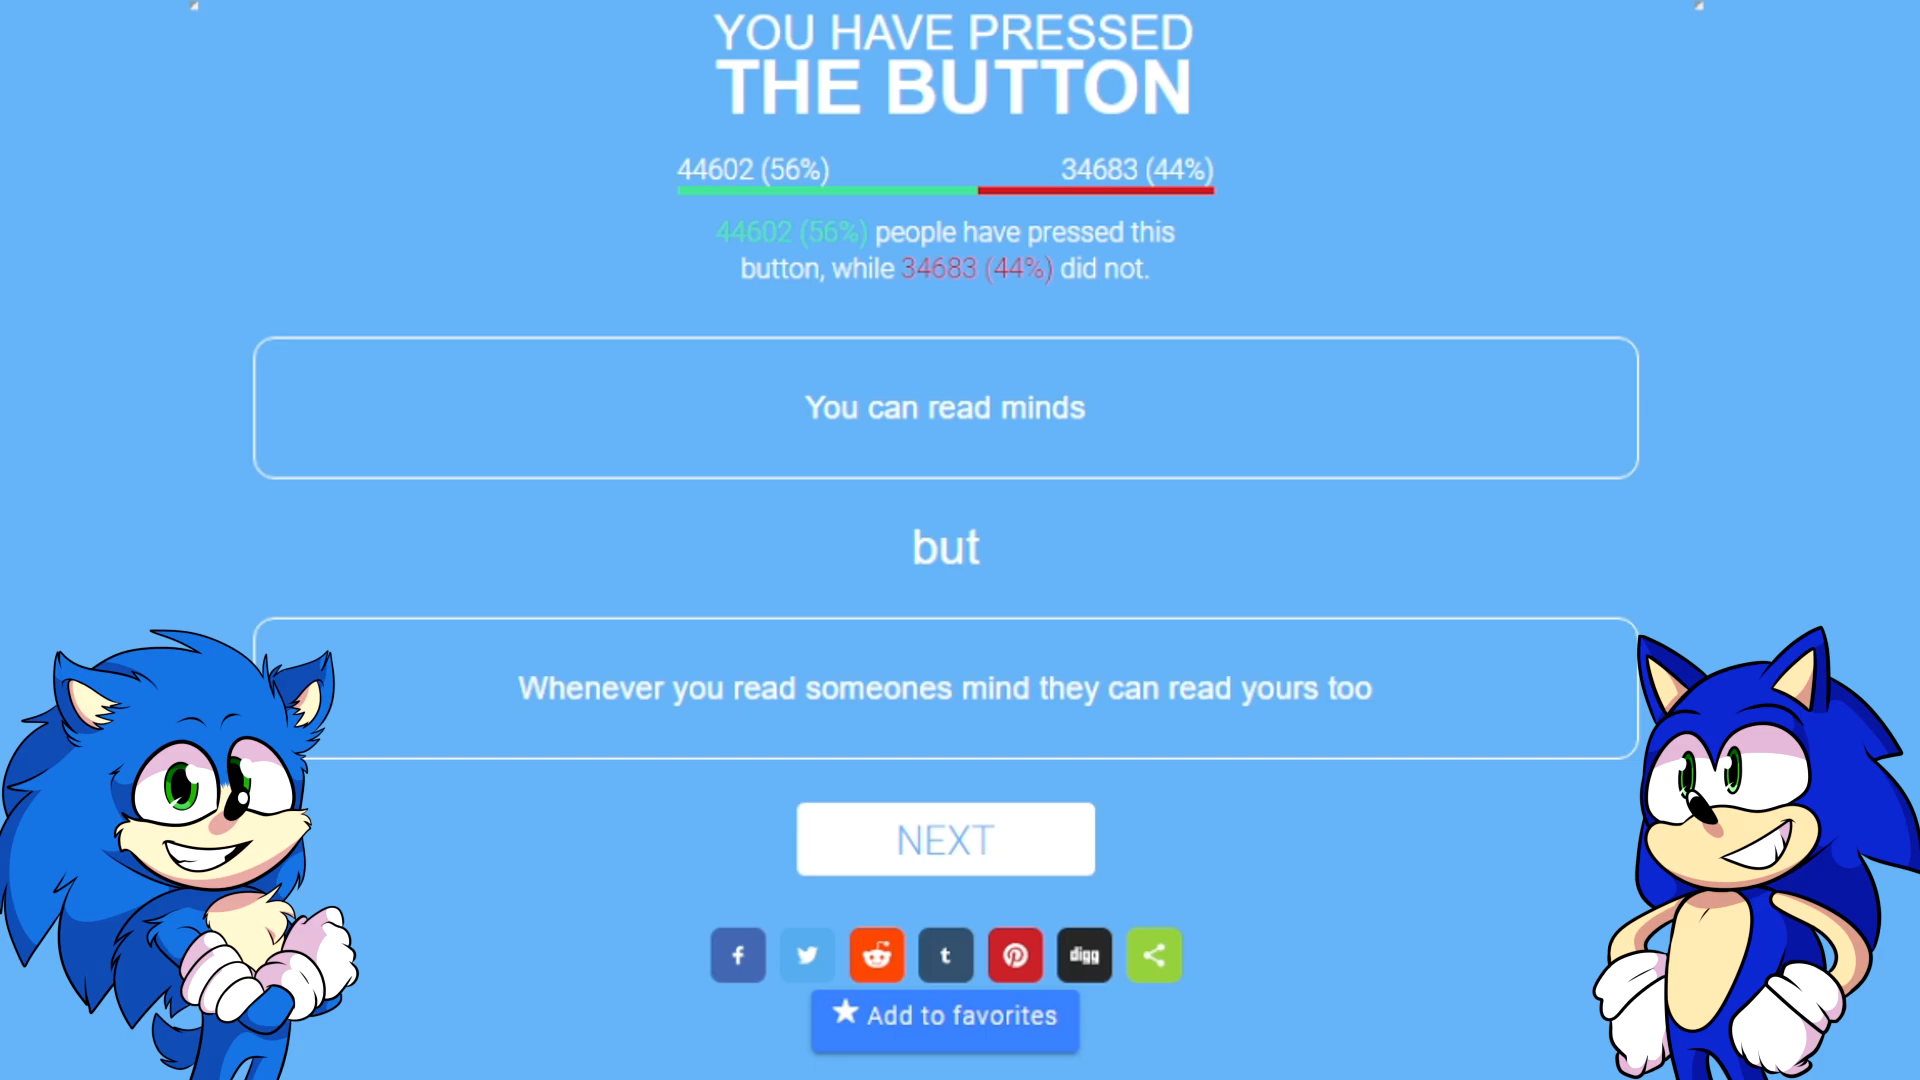 YOU HAVE PRESSED
THE BUTTON
44602 (56%) 34683 (44%)
44602 (56%) people have pressed this
button, while 34683 (44%) did not.
You can read minds
but
Whenever you read someones mind they can read yours too
NEXT
f t digg
Add to favorites